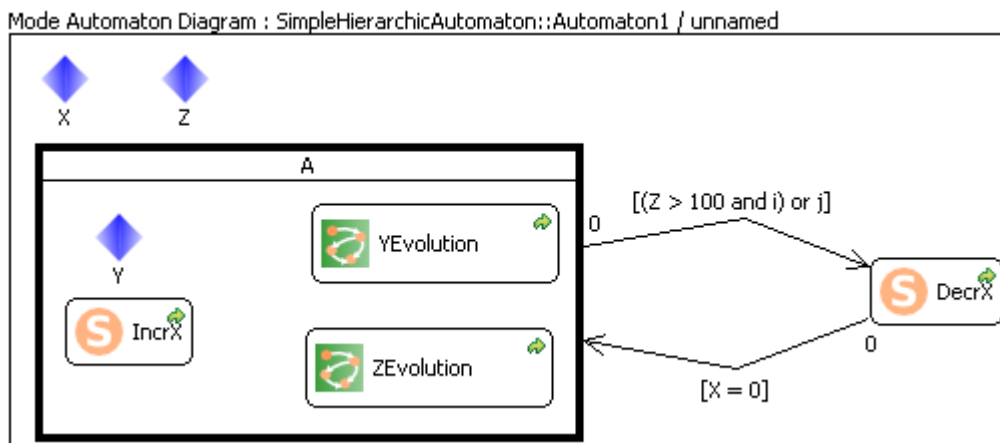 Mode Automaton Diagram : SimpleHierarchicAutomaton::Automaton1 / unnamed
X
Z
A
Y
S IncrX
YEvolution
ZEvolution
0
[(Z > 100 and i) or j]
S DecrX
0
[X = 0]